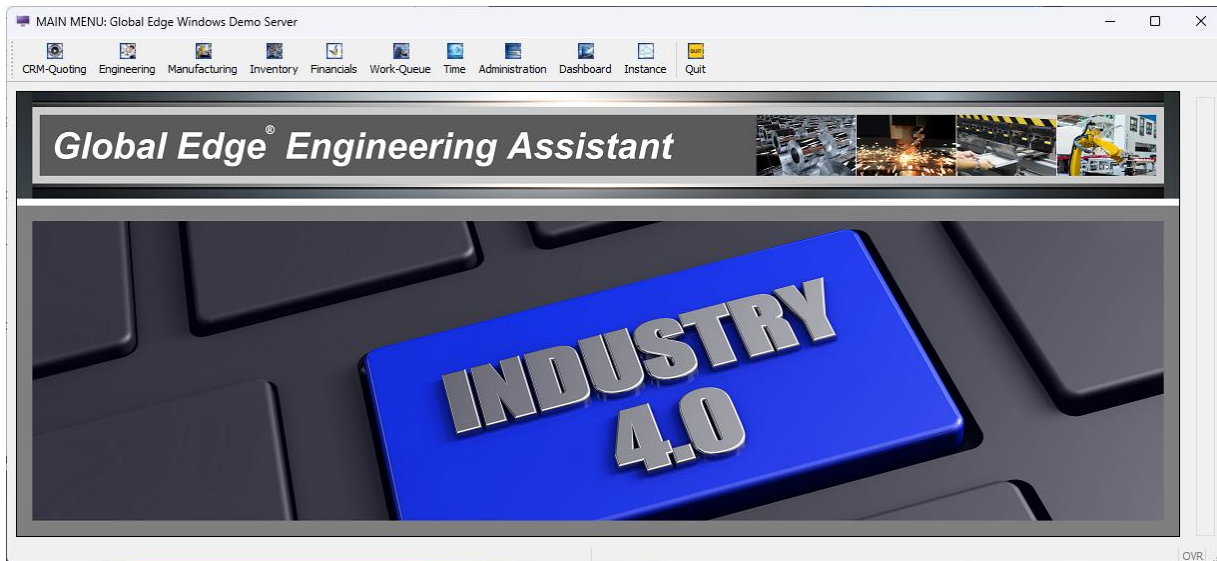 MAIN MENU: Global Edge Windows Demo Server
CRM-Quoting Engineering Manufacturing Inventory Financials Work-Queue Time Administration Dashboard Instance Quit
Global Edge® Engineering Assistant
INDUSTRY
4.0
OVR